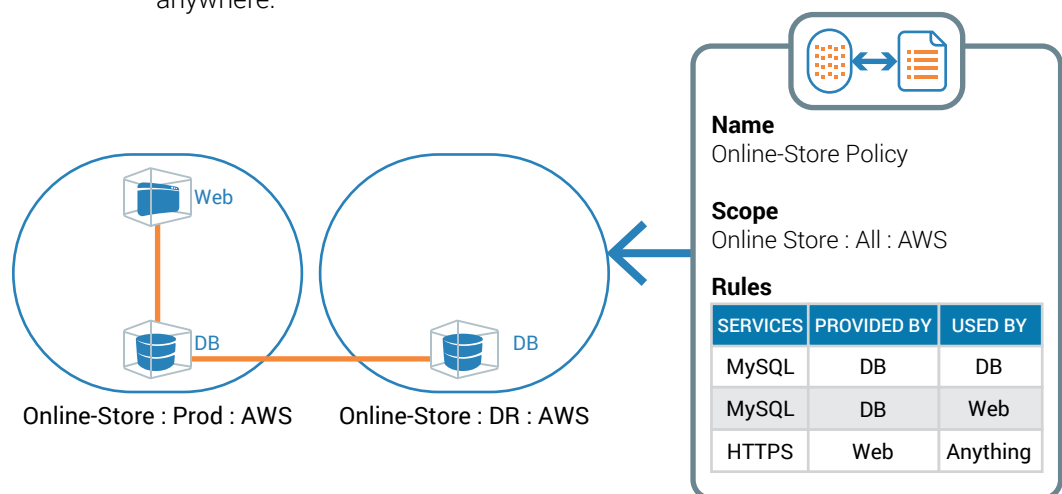 anywhere.
Web
DB
DB
Online-Store : Prod : AWS
Online-Store : DR : AWS
Name
Online-Store Policy
Scope
Online Store : All : AWS
Rules
SERVICES PROVIDED BY USED BY
MySQL DB DB
MySQL DB Web
HTTPS Web Anything